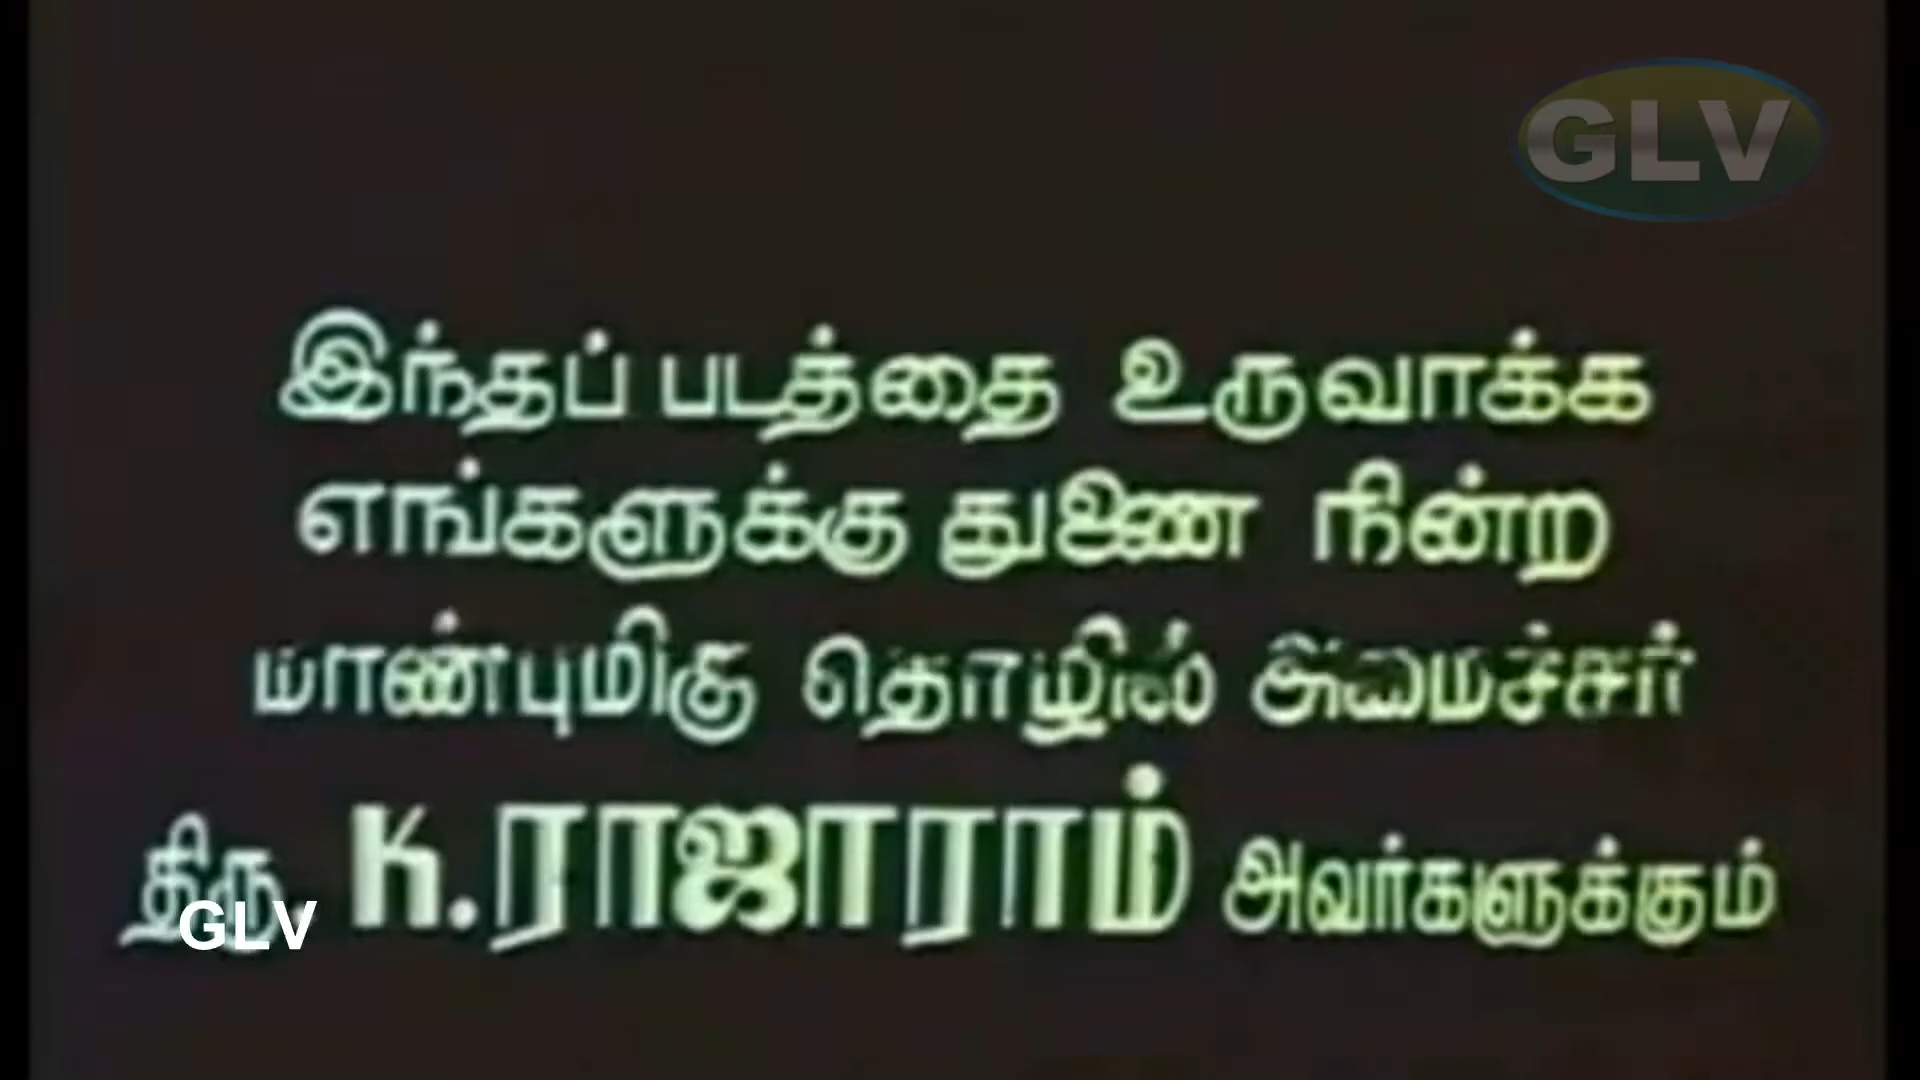 GLV
இந்தப் படத்தை உருவாக்க
எங்களுக்கு துணை நின்ற
மாண்புமிகு தொழில் அமைச்சர்
திரு. K.ராஜாராம் அவர்களுக்கும்
GLV